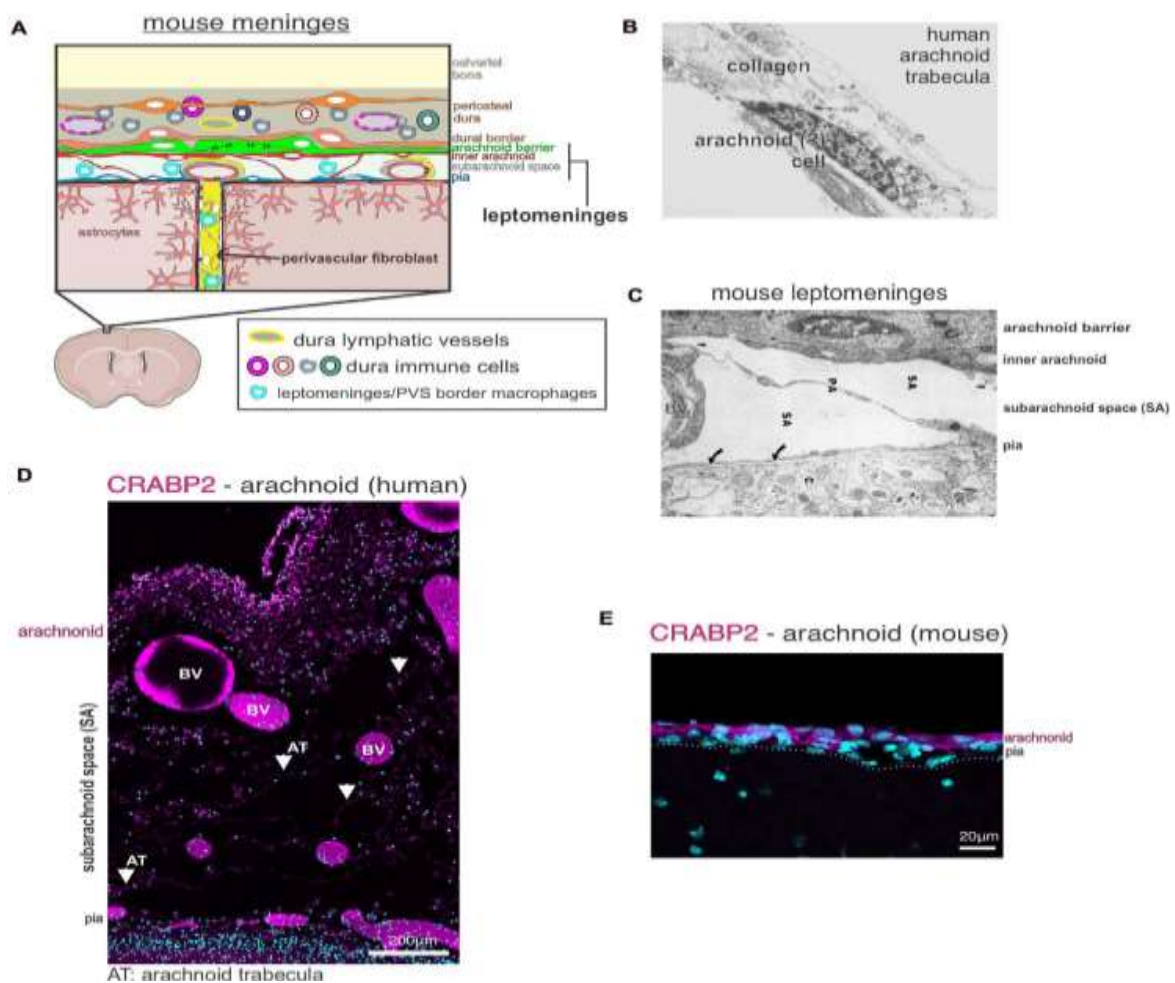 A
mouse meninges
bone
periosteal
dura
dural border
arachnoid barrier
inner arachnoid
subarachnoid space
pia
leptomeninges
astrocytes
perivascular fibroblast
dura lymphatic vessels
dura immune cells
leptomeninges/PVS border macrophages
B
human
arachnoid
trabecula
collagen
arachnoid (?)
cell
C
mouse leptomeninges
arachnoid barrier
inner arachnoid
subarachnoid space (SA)
pia
BV
PA
SA
SA
D
CRABP2 - arachnoid (human)
arachnonid
subarachnoid space (SA)
pia
BV
BV
BV
AT
AT
200µm
AT: arachnoid trabecula
E
CRABP2 - arachnoid (mouse)
arachnonid
pia
20µm